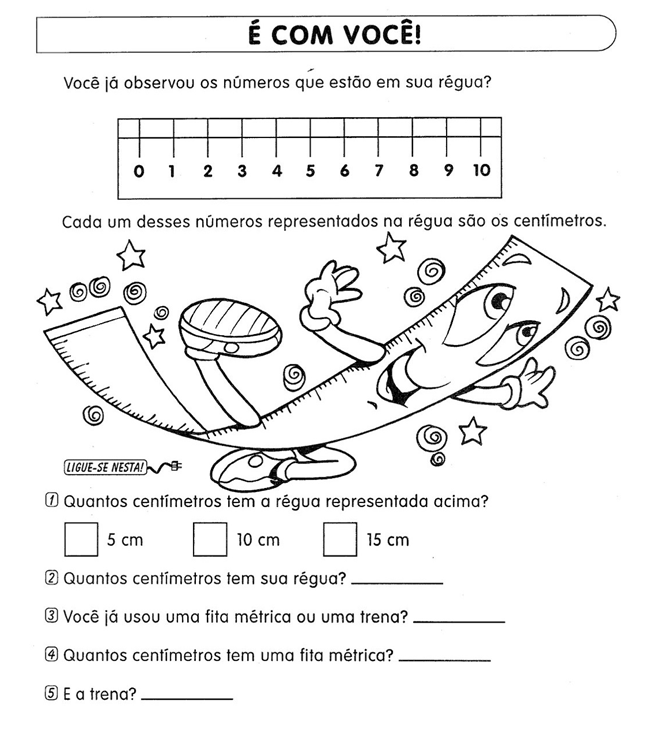 É COM VOCÊ!
Você já observou os números que estão em sua régua?
0 1 2 3 4 5 6 7 8 9 10
Cada um desses números representados na régua são os centímetros.
LIGUE-SE NESTA!
1 Quantos centímetros tem a régua representada acima?
5 cm 10 cm 15 cm
2 Quantos centímetros tem sua régua?
3 Você já usou uma fita métrica ou uma trena?
4 Quantos centímetros tem uma fita métrica?
5 E a trena?